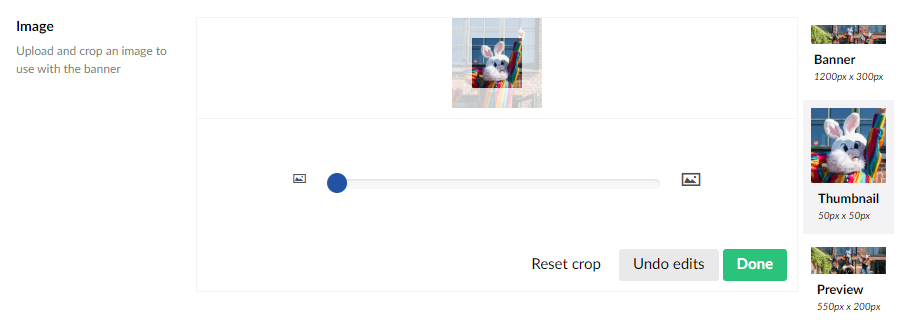 Image
Upload and crop an image to
use with the banner
Reset crop
Undo edits
Done
Banner
1200px x 300px
Thumbnail
50px x 50px
Preview
550px x 200px